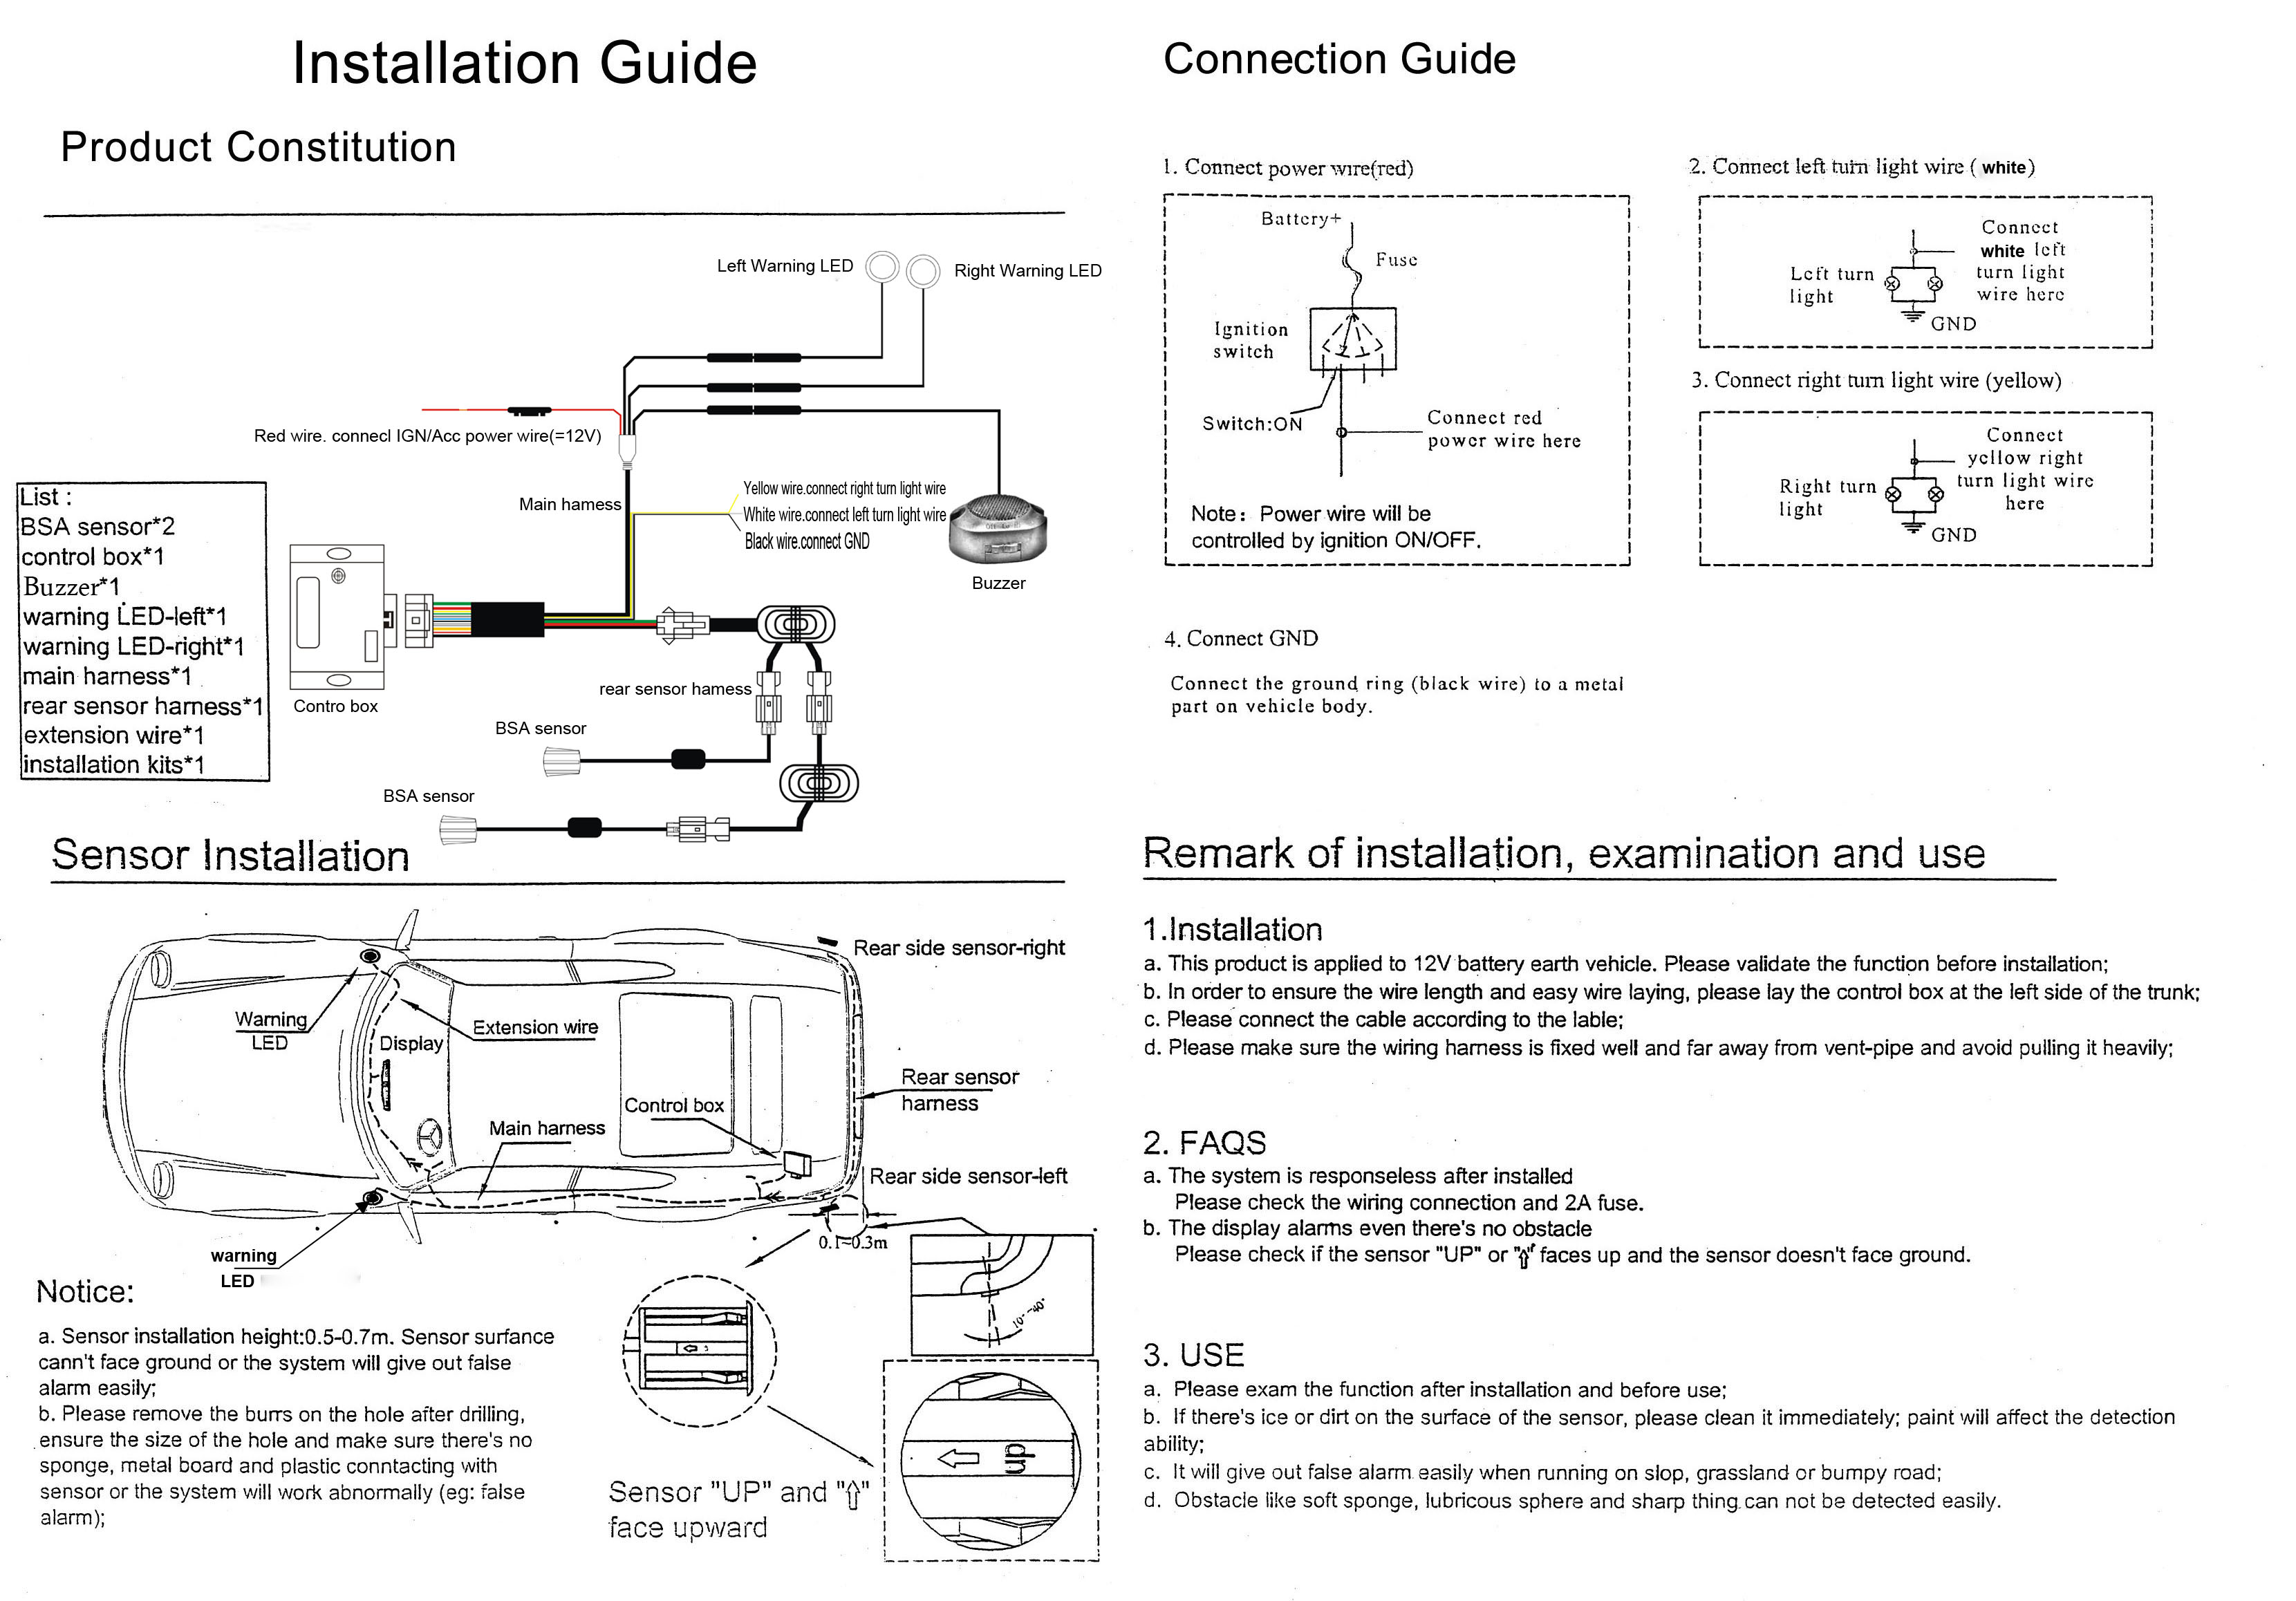 Installation Guide
Product Constitution
Left Warning LED
Right Warning LED
Red wire. connecl IGN/Acc power wire(=12V)
Main hamess
Yellow wire.connect right turn light wire
White wire.connect left turn light wire
Black wire.connect GND
Buzzer
List :
BSA sensor*2
control box*1
Buzzer*1
warning LED-left*1
warning LED-right*1
main harness*1
rear sensor harness*1
extension wire*1
installation kits*1
Contro box
rear sensor hamess
BSA sensor
BSA sensor
Sensor Installation
Rear side sensor-right
Warning
LED
Extension wire
Display
Rear sensor
harness
Control box
Main harness
Rear side sensor-left
0.1~0.3m
warning
LED
10°~40°
Notice:
a. Sensor installation height:0.5-0.7m. Sensor surfance
cann't face ground or the system will give out false
alarm easily;
b. Please remove the burrs on the hole after drilling,
ensure the size of the hole and make sure there's no
sponge, metal board and plastic conntacting with
sensor or the system will work abnormally (eg: false
alarm);
up
Sensor "UP" and "⇧"
face upward
Connection Guide
1. Connect power wire(red)
Battery+
Fuse
Ignition
switch
Switch:ON
Connect red
power wire here
Note: Power wire will be
controlled by ignition ON/OFF.
2. Connect left turn light wire ( white)
Connect
white left
turn light
wire here
Left turn
light
GND
3. Connect right turn light wire (yellow)
Connect
yellow right
turn light wire
here
Right turn
light
GND
4. Connect GND
Connect the ground ring (black wire) to a metal
part on vehicle body.
Remark of installation, examination and use
1.Installation
a. This product is applied to 12V battery earth vehicle. Please validate the function before installation;
b. In order to ensure the wire length and easy wire laying, please lay the control box at the left side of the trunk;
c. Please connect the cable according to the lable;
d. Please make sure the wiring harness is fixed well and far away from vent-pipe and avoid pulling it heavily;
2. FAQS
a. The system is responseless after installed
Please check the wiring connection and 2A fuse.
b. The display alarms even there's no obstacle
Please check if the sensor "UP" or "⇧" faces up and the sensor doesn't face ground.
3. USE
a. Please exam the function after installation and before use;
b. If there's ice or dirt on the surface of the sensor, please clean it immediately; paint will affect the detection
ability;
c. It will give out false alarm easily when running on slop, grassland or bumpy road;
d. Obstacle like soft sponge, lubricous sphere and sharp thing can not be detected easily.